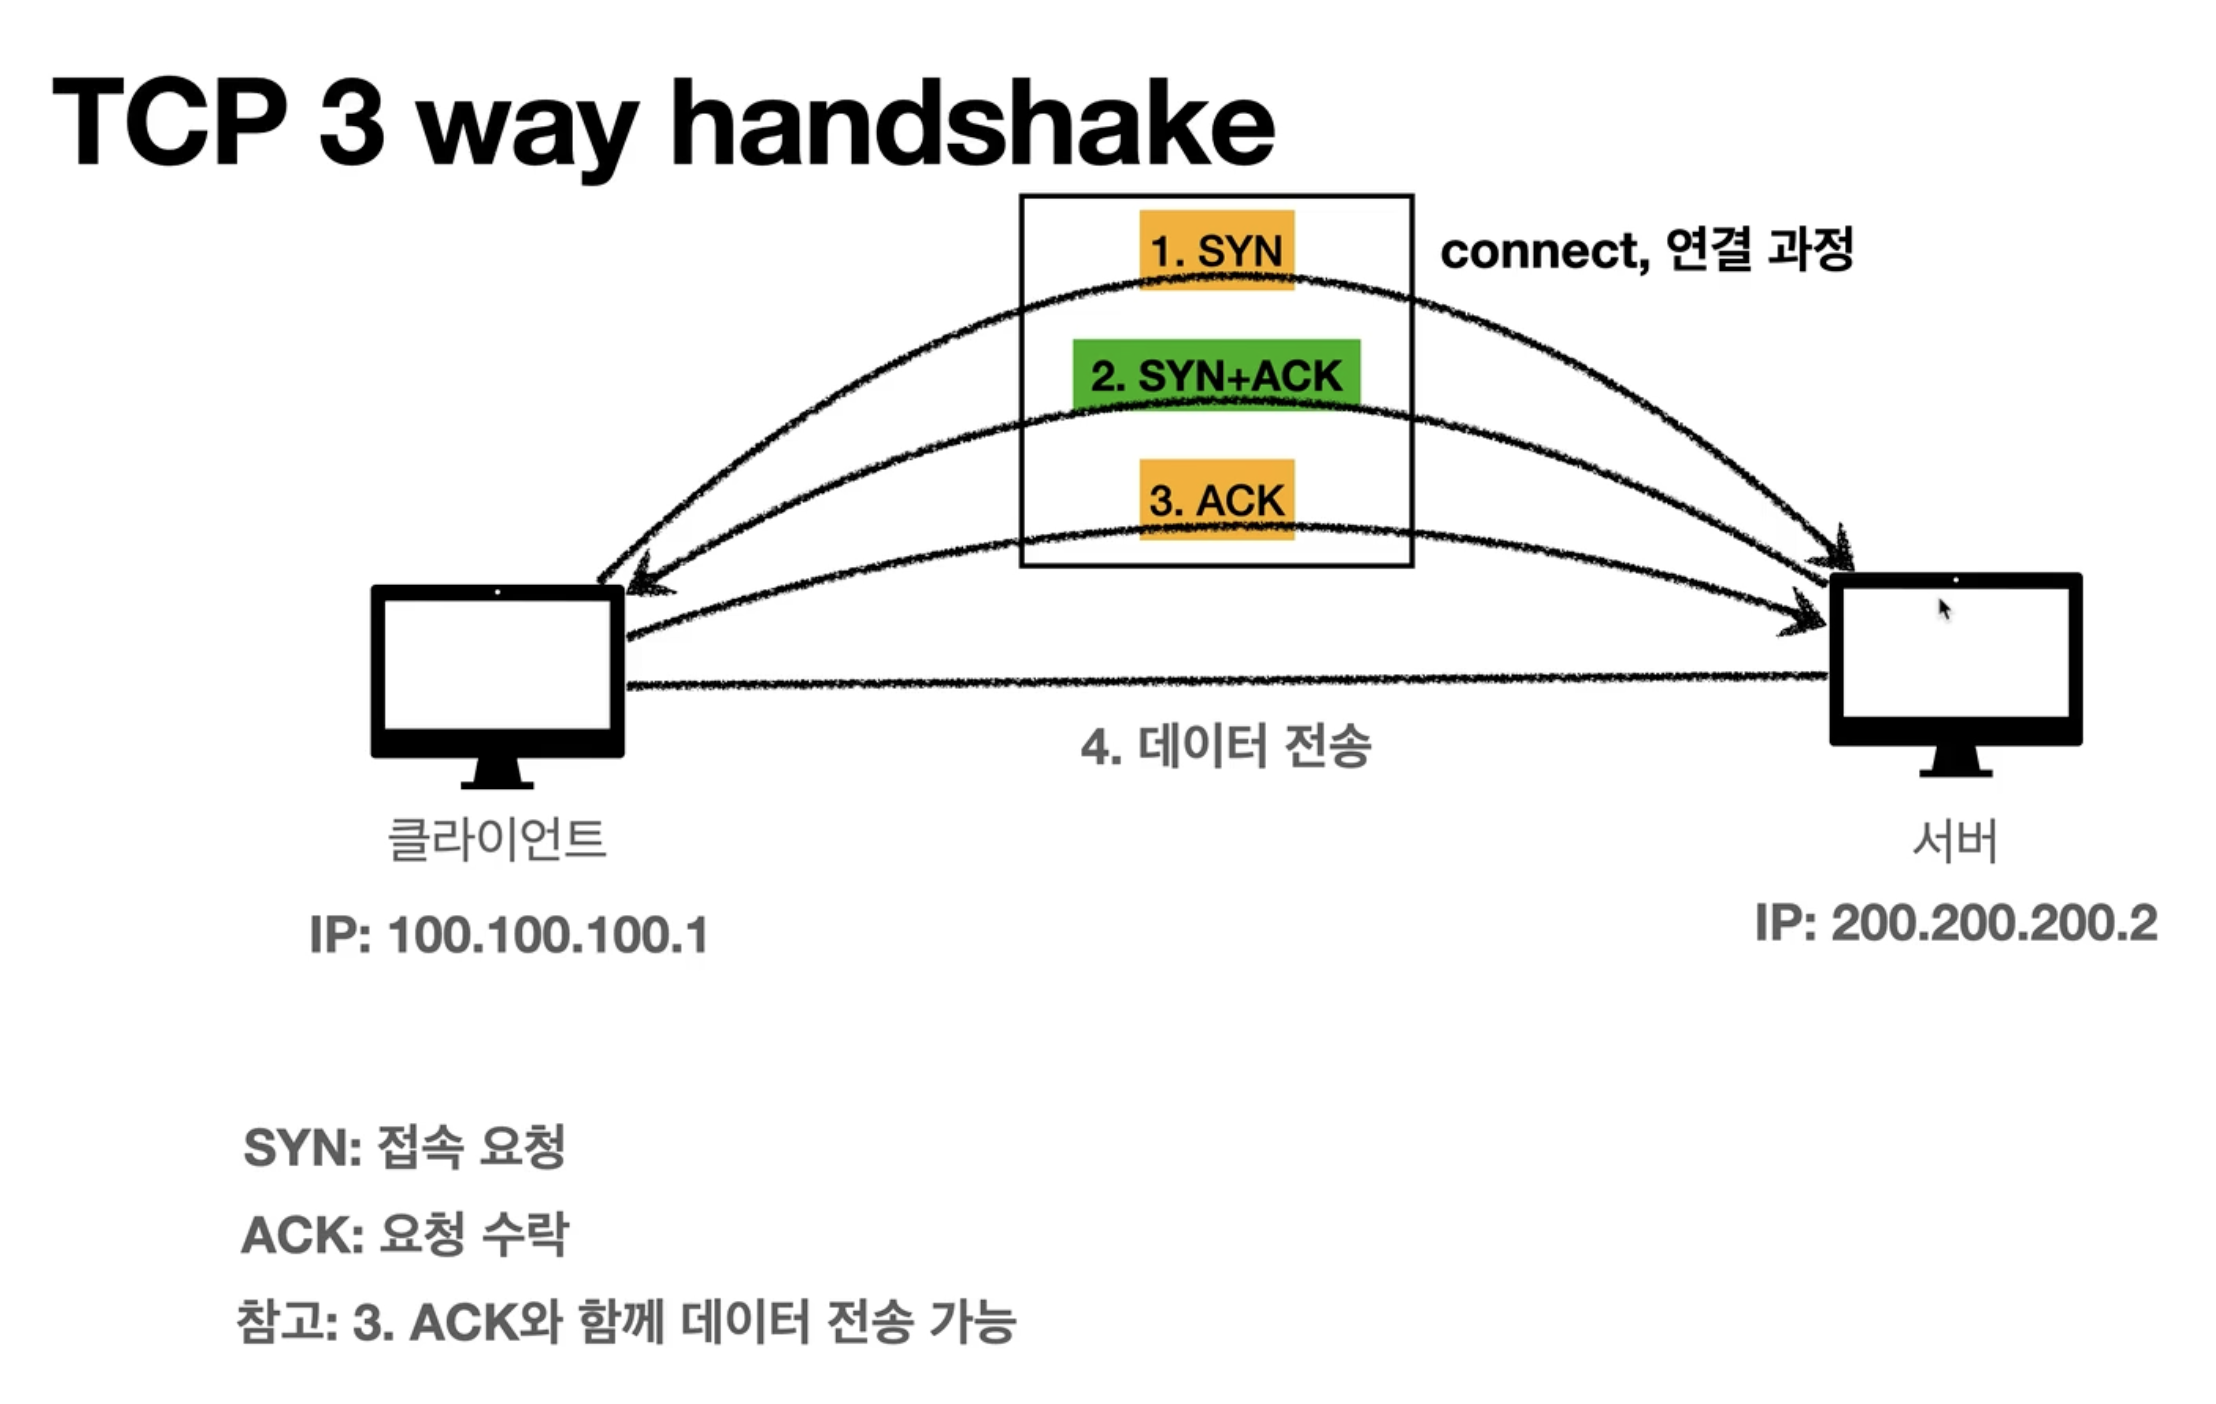 TCP 3 way handshake
1. SYN
connect, 연결 과정
2. SYN+ACK
3. ACK
4. 데이터 전송
클라이언트
서버
IP: 100.100.100.1
IP: 200.200.200.2
SYN: 접속 요청
ACK: 요청 수락
참고: 3. ACK와 함께 데이터 전송 가능